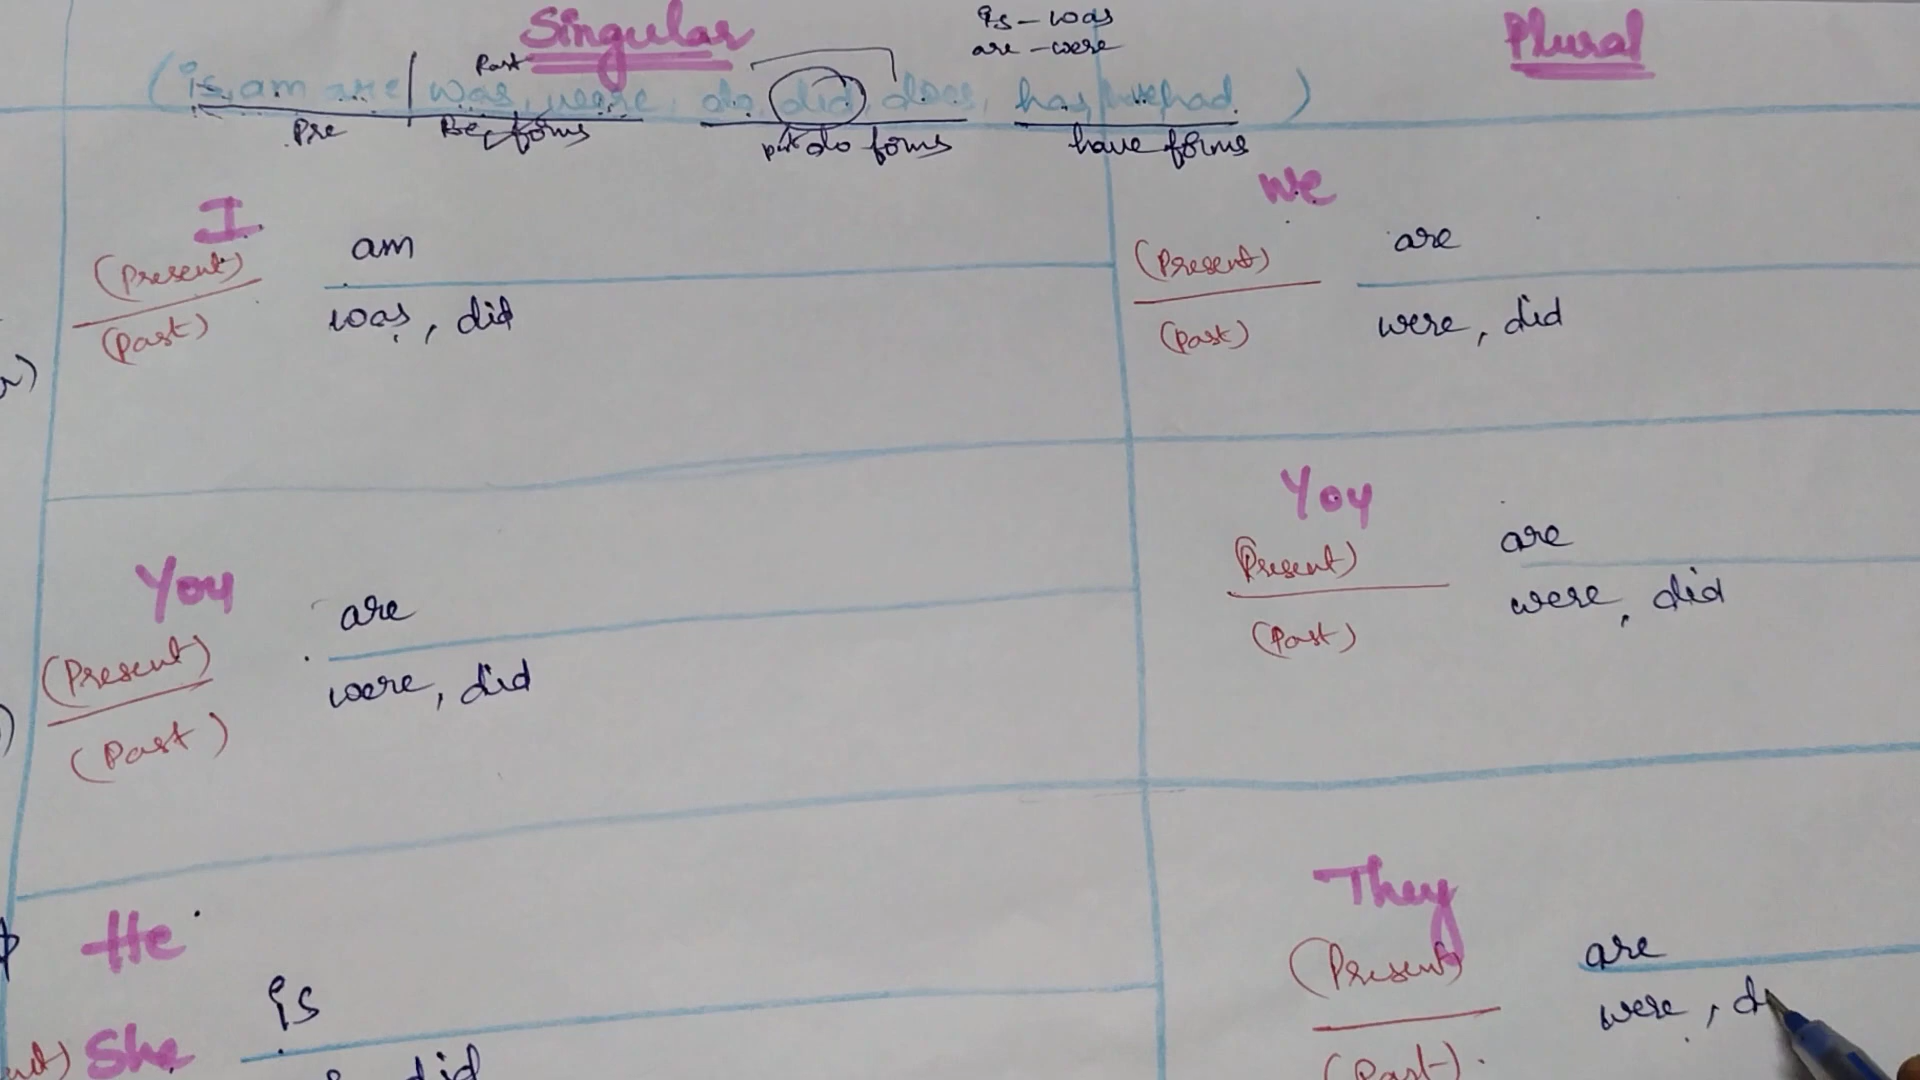 Singular
is - was
are - were
Plural
Past
(is, am are | was, were, do did does, has, have had)
Pre
Be forms
do forms
have forms
I
(Present)
am
(Past)
was, did
We
(Present)
are
(Past)
were, did
You
(Present)
are
(Past)
were, did
You
(Present)
are
(Past)
were, did
He
is
She
did
They
(Present)
are
were, d
(Past)